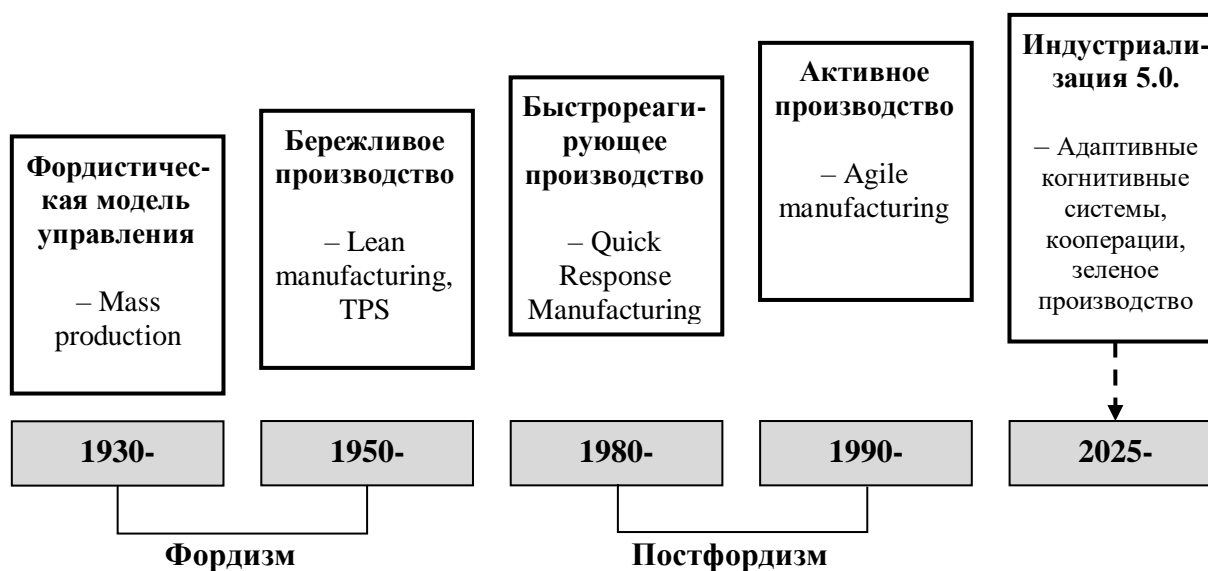 Фордистичес-
кая модель
управления
– Mass
production
Бережливое
производство
– Lean
manufacturing,
TPS
Быстрореаги-
рующее
производство
– Quick
Response
Manufacturing
Активное
производство
– Agile
manufacturing
Индустриали-
зация 5.0.
– Адаптивные
когнитивные
системы,
кооперации,
зеленое
производство
1930-
1950-
1980-
1990-
2025-
Фордизм
Постфордизм